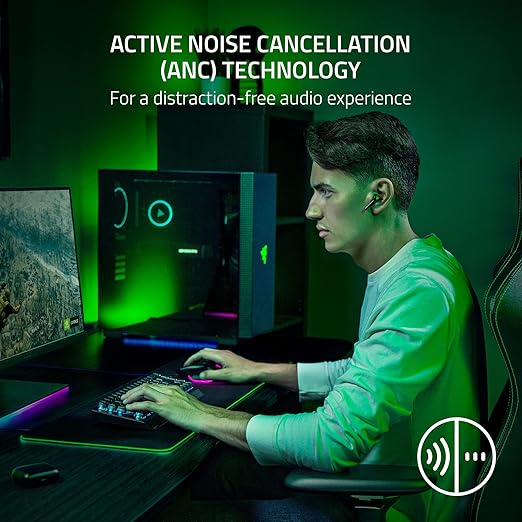 ACTIVE NOISE CANCELLATION
(ANC) TECHNOLOGY
For a distraction-free audio experience